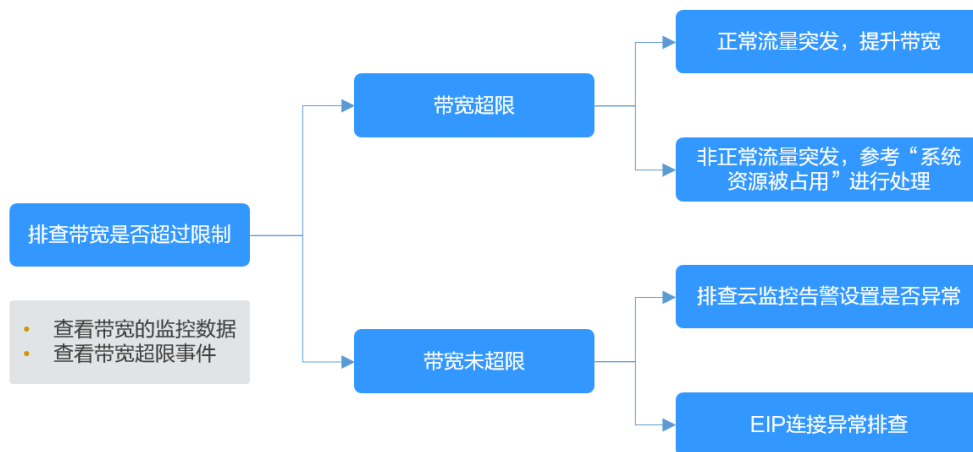 正常流量突发，提升带宽
带宽超限
非正常流量突发，参考“系统
资源被占用”进行处理
排查带宽是否超过限制
• 查看带宽的监控数据
• 查看带宽超限事件
排查云监控告警设置是否异常
带宽未超限
EIP连接异常排查